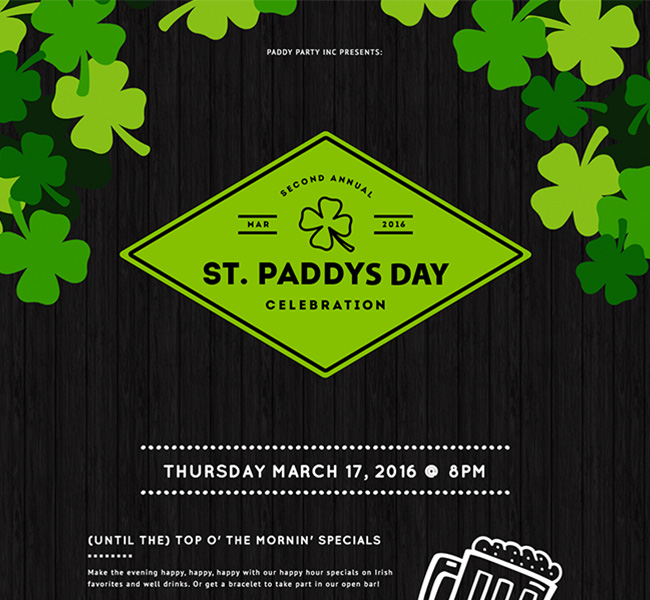 PADDY PARTY INC PRESENTS:
SECOND ANNUAL
MAR 2016
ST. PADDYS DAY
CELEBRATION
THURSDAY MARCH 17, 2016 @ 8PM
(UNTIL THE) TOP O' THE MORNIN' SPECIALS
Make the evening happy, happy, happy with our happy hour specials on Irish
favorites and well drinks. Or get a bracelet to take part in our open bar!